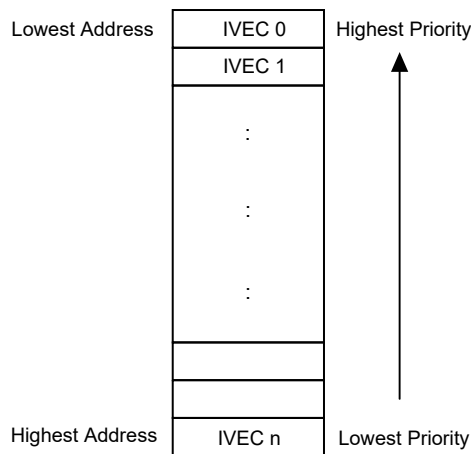 Lowest Address IVEC 0 Highest Priority
IVEC 1
:
:
:
Highest Address IVEC n Lowest Priority